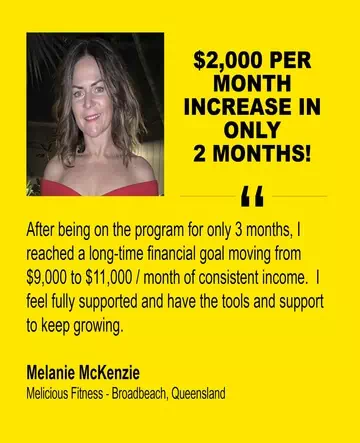 $2,000 PER
MONTH
INCREASE IN
ONLY
2 MONTHS!
“
After being on the program for only 3 months, I
reached a long-time financial goal moving from
$9,000 to $11,000 / month of consistent income.  I
feel fully supported and have the tools and support
to keep growing.
Melanie McKenzie
Melicious Fitness - Broadbeach, Queensland